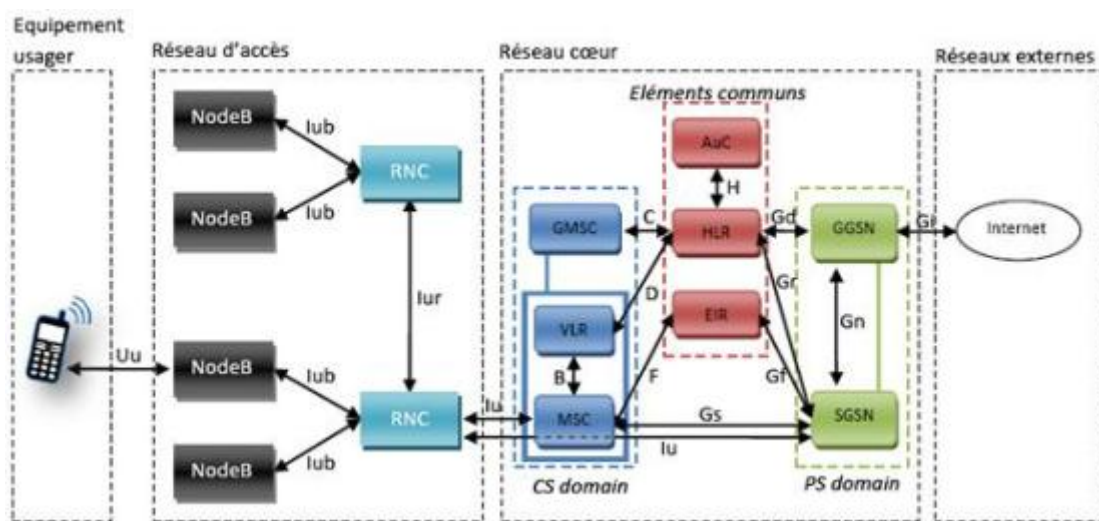 Equipement
usager
Réseau d'accès
Réseau cœur
Réseaux externes
Eléments communs
NodeB
Iub
RNC
NodeB
Iub
Iur
NodeB
Iub
RNC
NodeB
Iub
Uu
AuC
H
GMSC
C
HLR
Gd
GGSN
Gi
Internet
D
Gr
VLR
EIR
Gn
B
F
Gf
Iu
MSC
Gs
SGSN
Iu
CS domain
PS domain